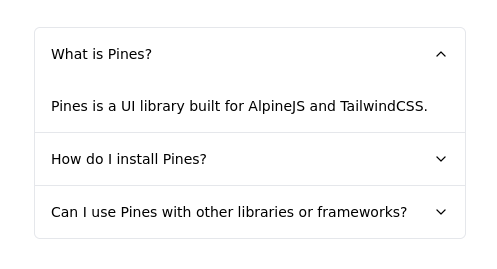 What is Pines?
Pines is a UI library built for AlpineJS and TailwindCSS.
How do I install Pines?
Can I use Pines with other libraries or frameworks?